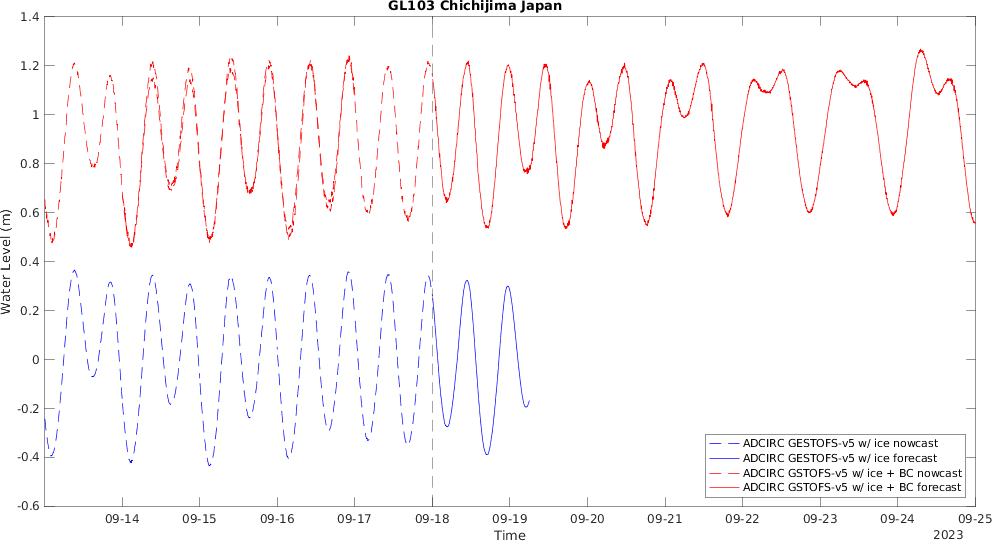 GL103 Chichijima Japan
1.4
1.2
1
0.8
0.6
0.4
0.2
0
-0.2
-0.4
-0.6
Water Level (m)
ADCIRC GESTOFS-v5 w/ ice nowcast
ADCIRC GESTOFS-v5 w/ ice forecast
ADCIRC GSTOFS-v5 w/ ice + BC nowcast
ADCIRC GSTOFS-v5 w/ ice + BC forecast
09-14 09-15 09-16 09-17 09-18 09-19 09-20 09-21 09-22 09-23 09-24 09-25
Time
2023